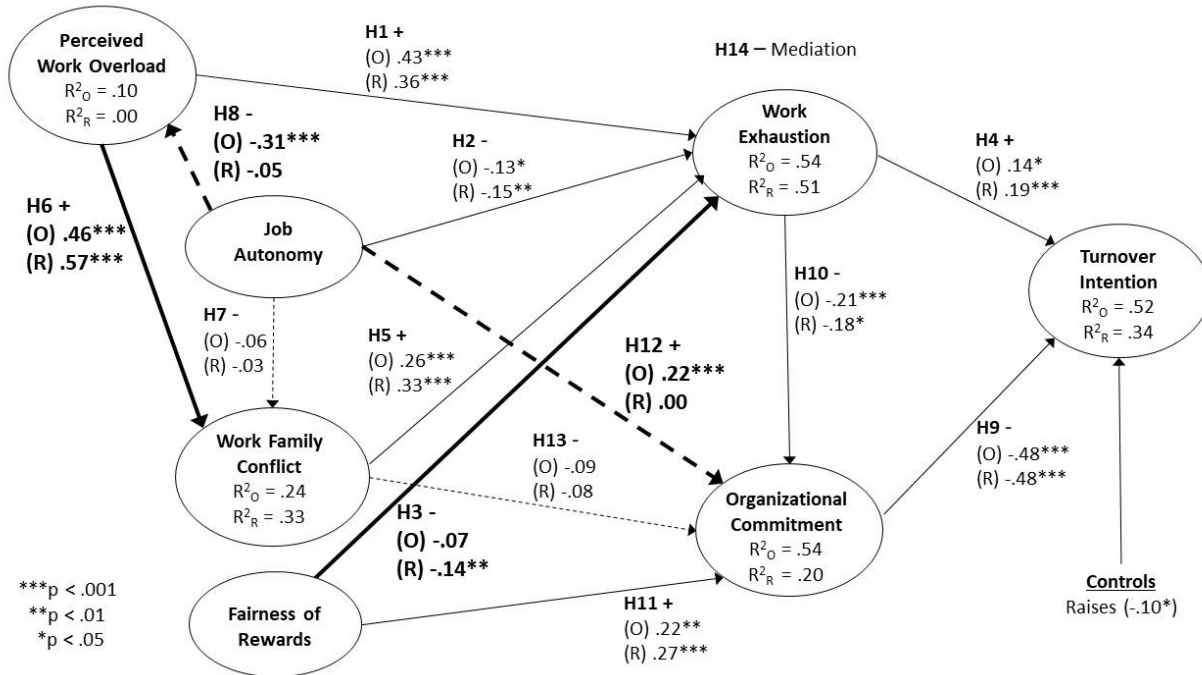 Perceived
Work Overload
R²O = .10
R²R = .00
H1 +
(O) .43***
(R) .36***
H14 – Mediation
H8 -
(O) -.31***
(R) -.05
H2 -
(O) -.13*
(R) -.15**
Work
Exhaustion
R²O = .54
R²R = .51
H4 +
(O) .14*
(R) .19***
H6 +
(O) .46***
(R) .57***
Job
Autonomy
H7 -
(O) -.06
(R) -.03
H5 +
(O) .26***
(R) .33***
H12 +
(O) .22***
(R) .00
H10 -
(O) -.21***
(R) -.18*
Turnover
Intention
R²O = .52
R²R = .34
Work Family
Conflict
R²O = .24
R²R = .33
H13 -
(O) -.09
(R) -.08
H9 -
(O) -.48***
(R) -.48***
H3 -
(O) -.07
(R) -.14**
Organizational
Commitment
R²O = .54
R²R = .20
***p < .001
**p < .01
*p < .05
Fairness of
Rewards
H11 +
(O) .22**
(R) .27***
Controls
Raises (-.10*)